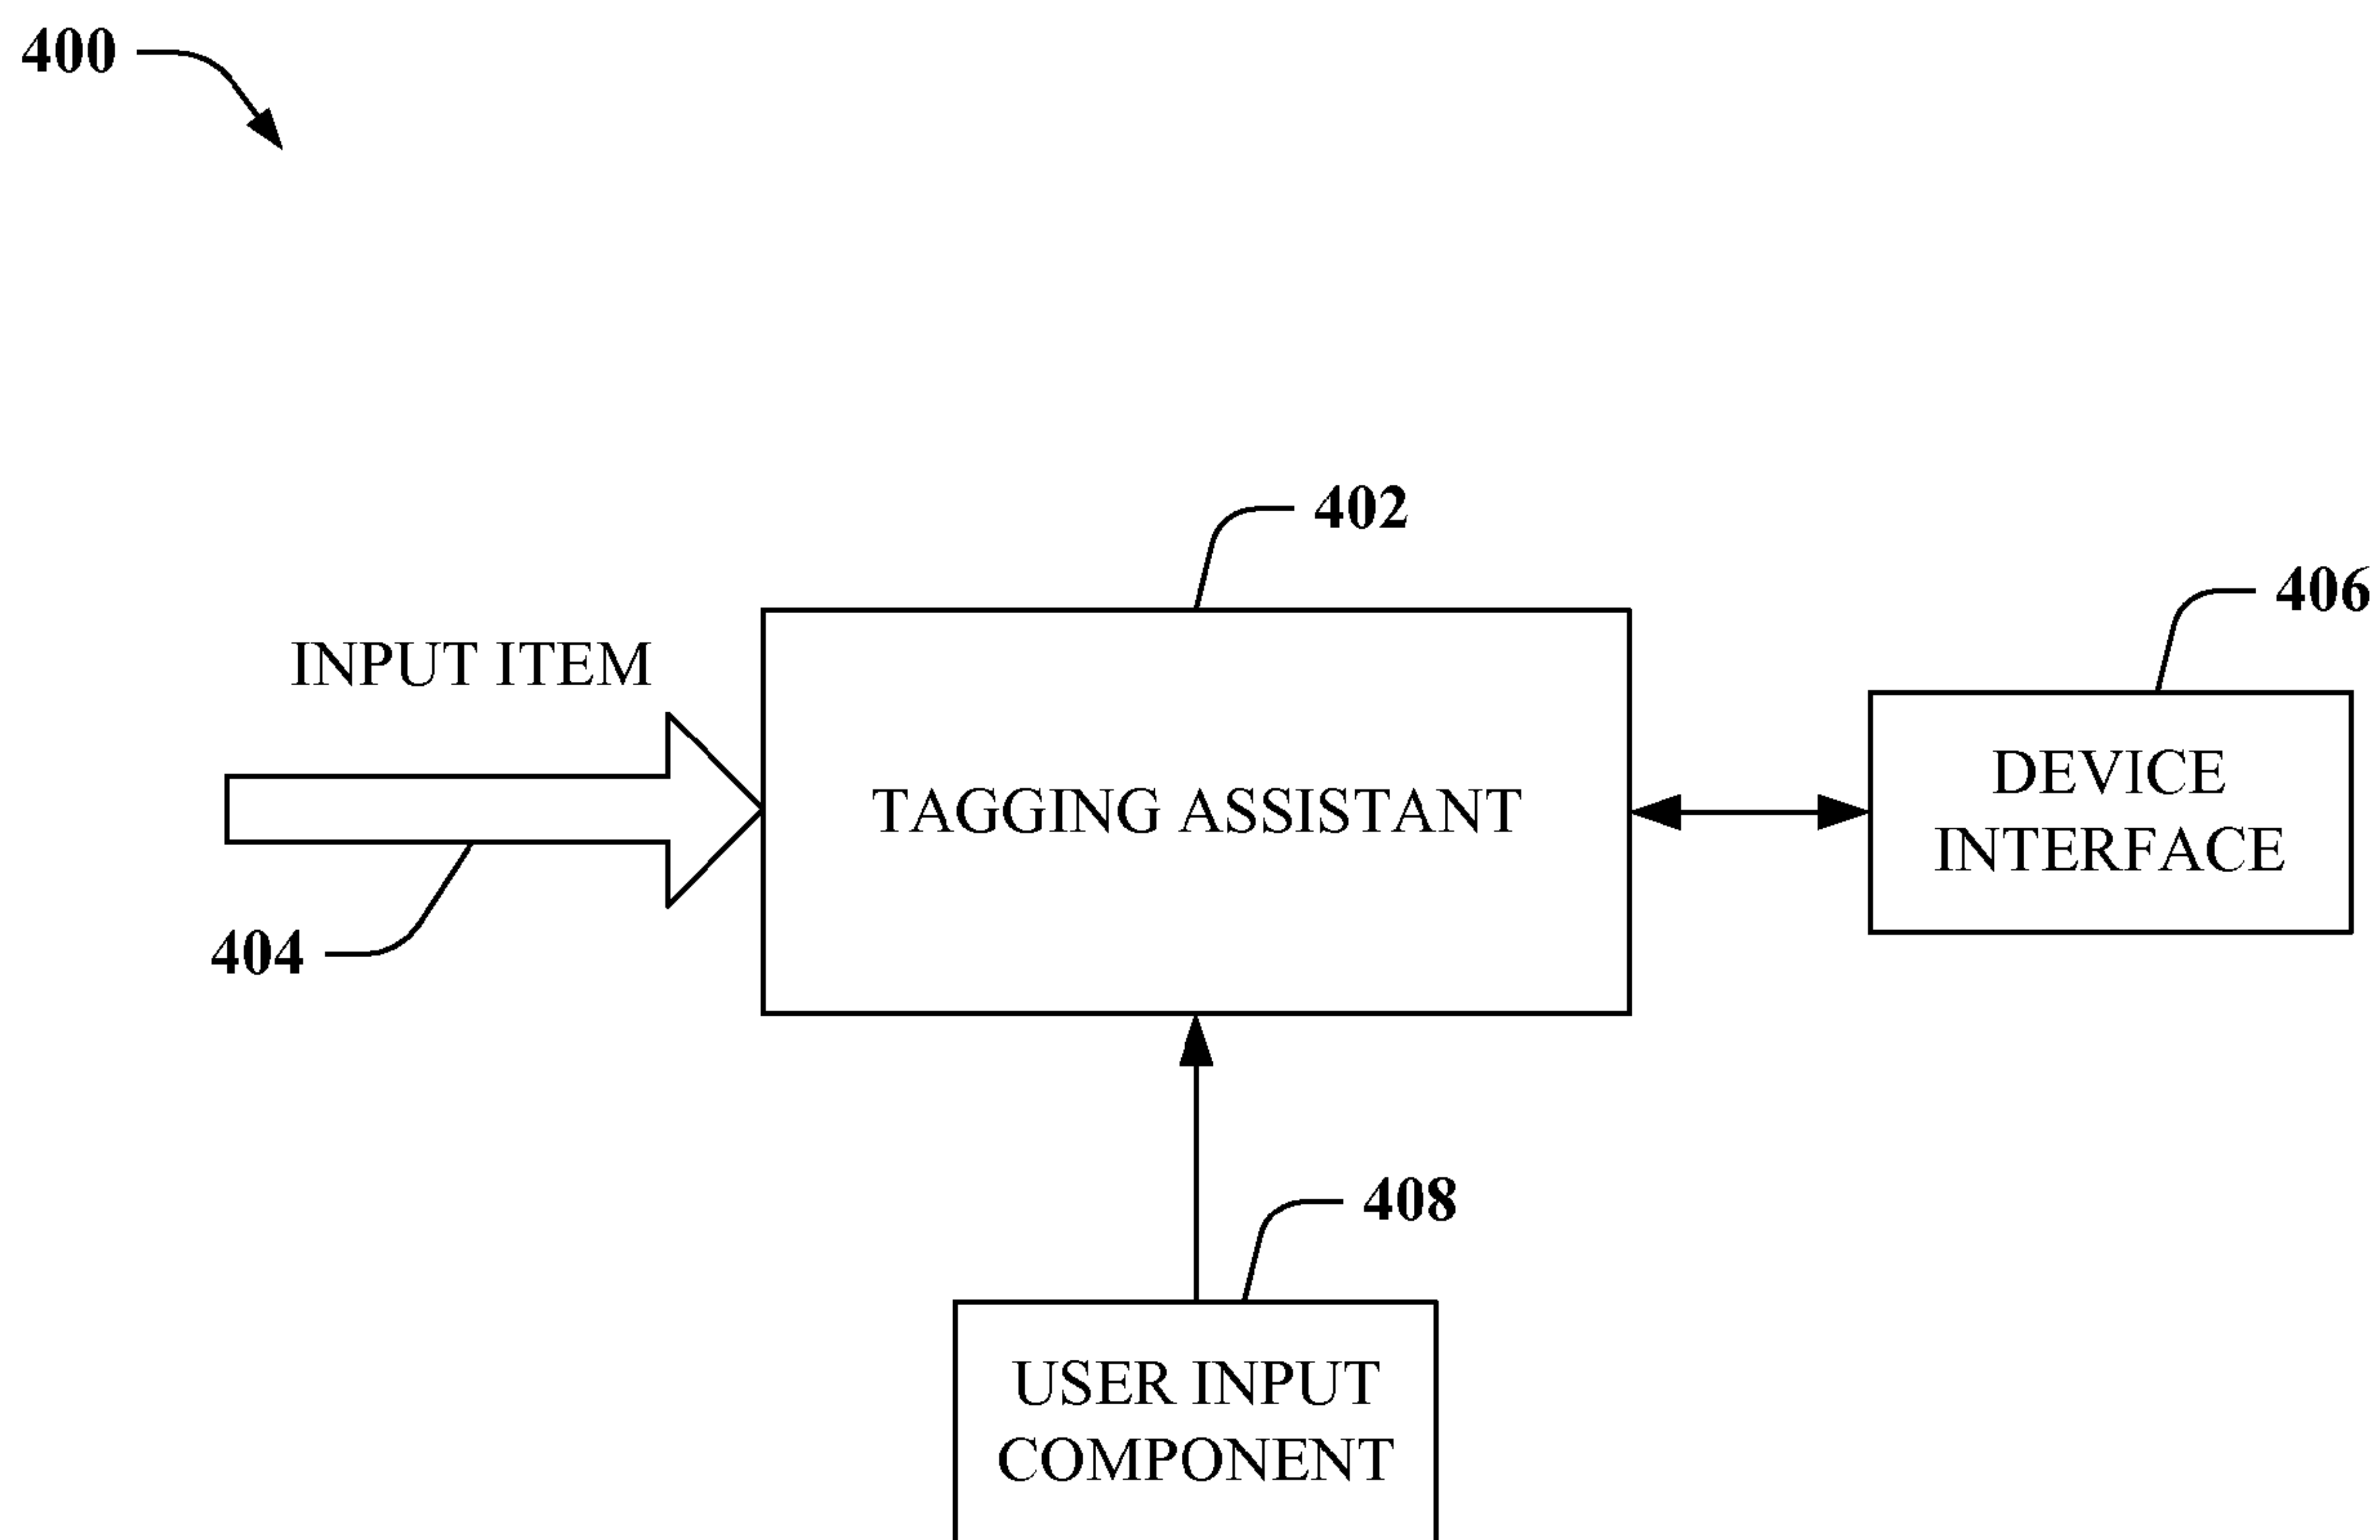 400
402
406
INPUT ITEM
TAGGING ASSISTANT
DEVICE
INTERFACE
404
408
USER INPUT
COMPONENT